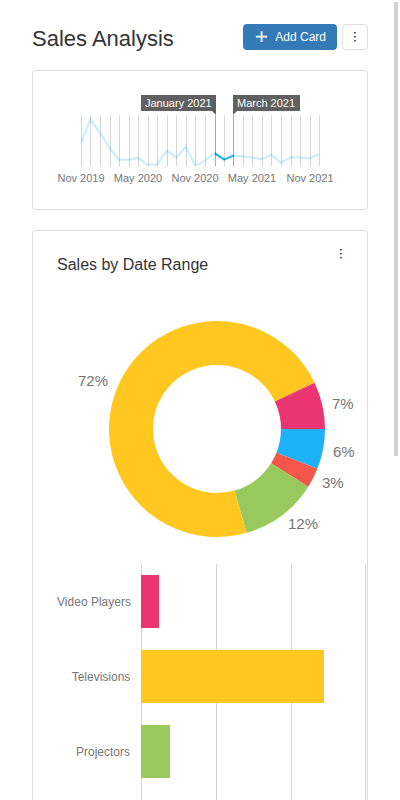 Sales Analysis
Add Card
January 2021
March 2021
Nov 2019
May 2020
Nov 2020
May 2021
Nov 2021
Sales by Date Range
72%
7%
6%
3%
12%
Video Players
Televisions
Projectors